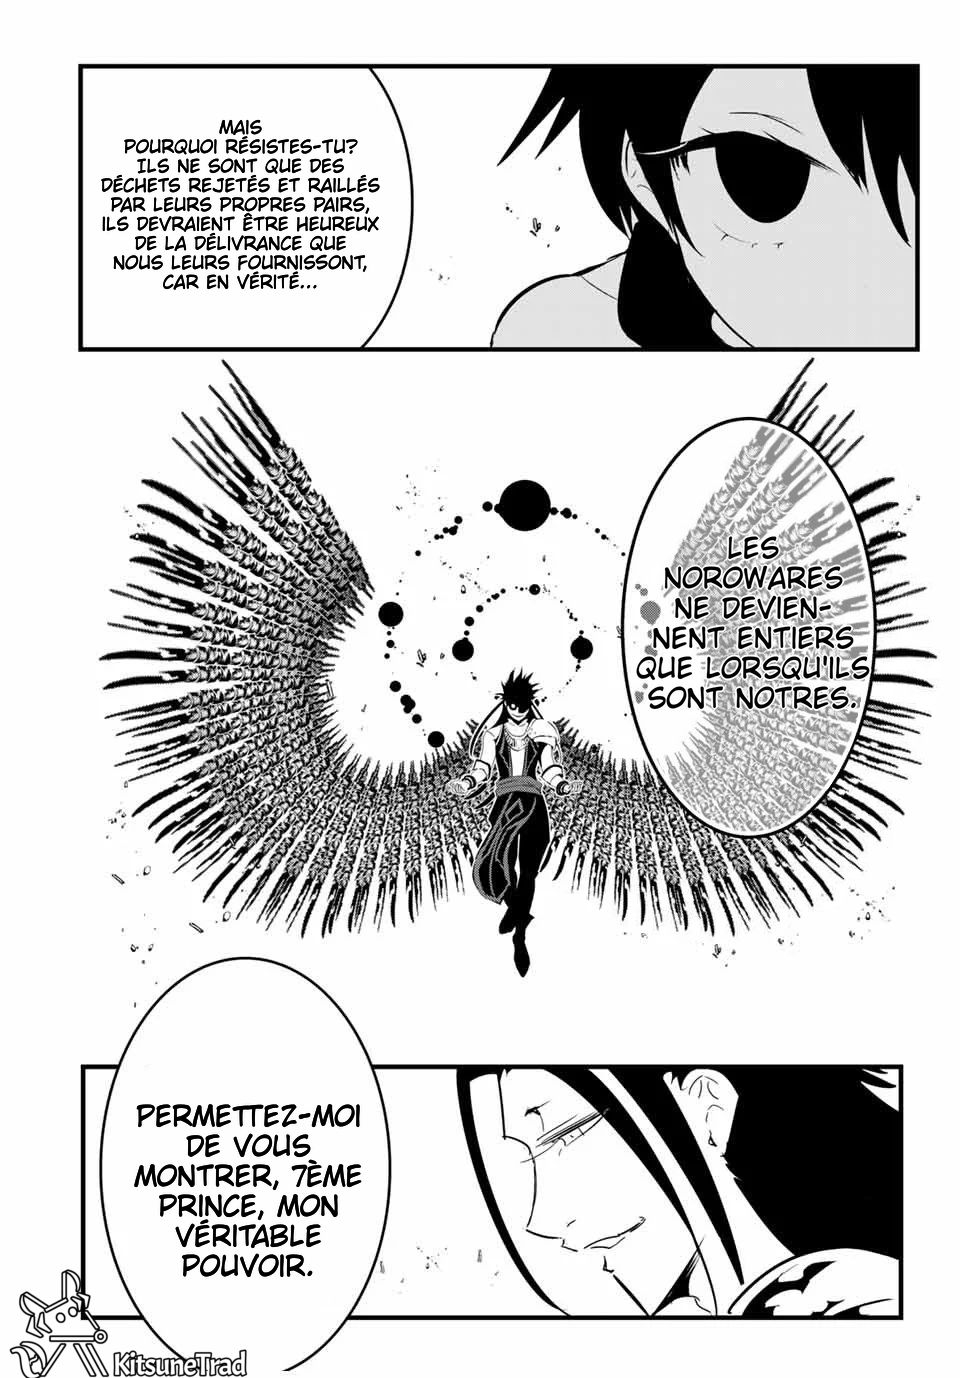 MAIS
POURQUOI RÉSISTES-TU?
ILS NE SONT QUE DES
DÉCHETS REJETÉS ET RAILLÉS
PAR LEURS PROPRES PAIRS,
ILS DEVRAIENT ÊTRE HEUREUX
DE LA DÉLIVRANCE QUE
NOUS LEURS FOURNISSONT,
CAR EN VÉRITÉ...
LES
NOROWARES
NE DEVIEN-
NENT ENTIERS
QUE LORSQU'ILS
SONT NOTRES.
PERMETTEZ-MOI
DE VOUS
MONTRER, 7ÈME
PRINCE, MON
VÉRITABLE
POUVOIR.
KitsuneTrad